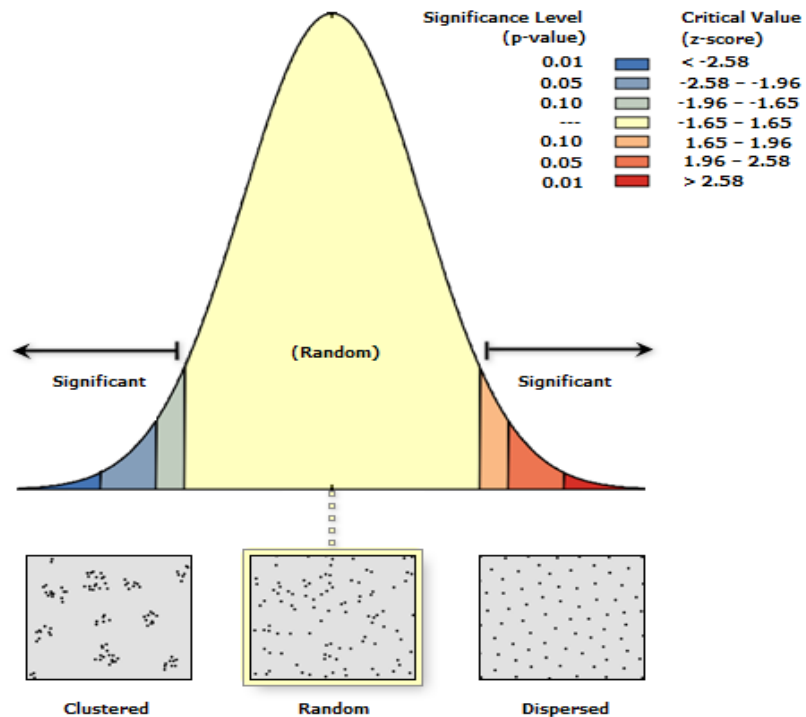 Significance Level Critical Value
(p-value) (z-score)
0.01 < -2.58
0.05 -2.58 – -1.96
0.10 -1.96 – -1.65
--- -1.65 – 1.65
0.10 1.65 – 1.96
0.05 1.96 – 2.58
0.01 > 2.58
(Random)
Significant Significant
Clustered Random Dispersed